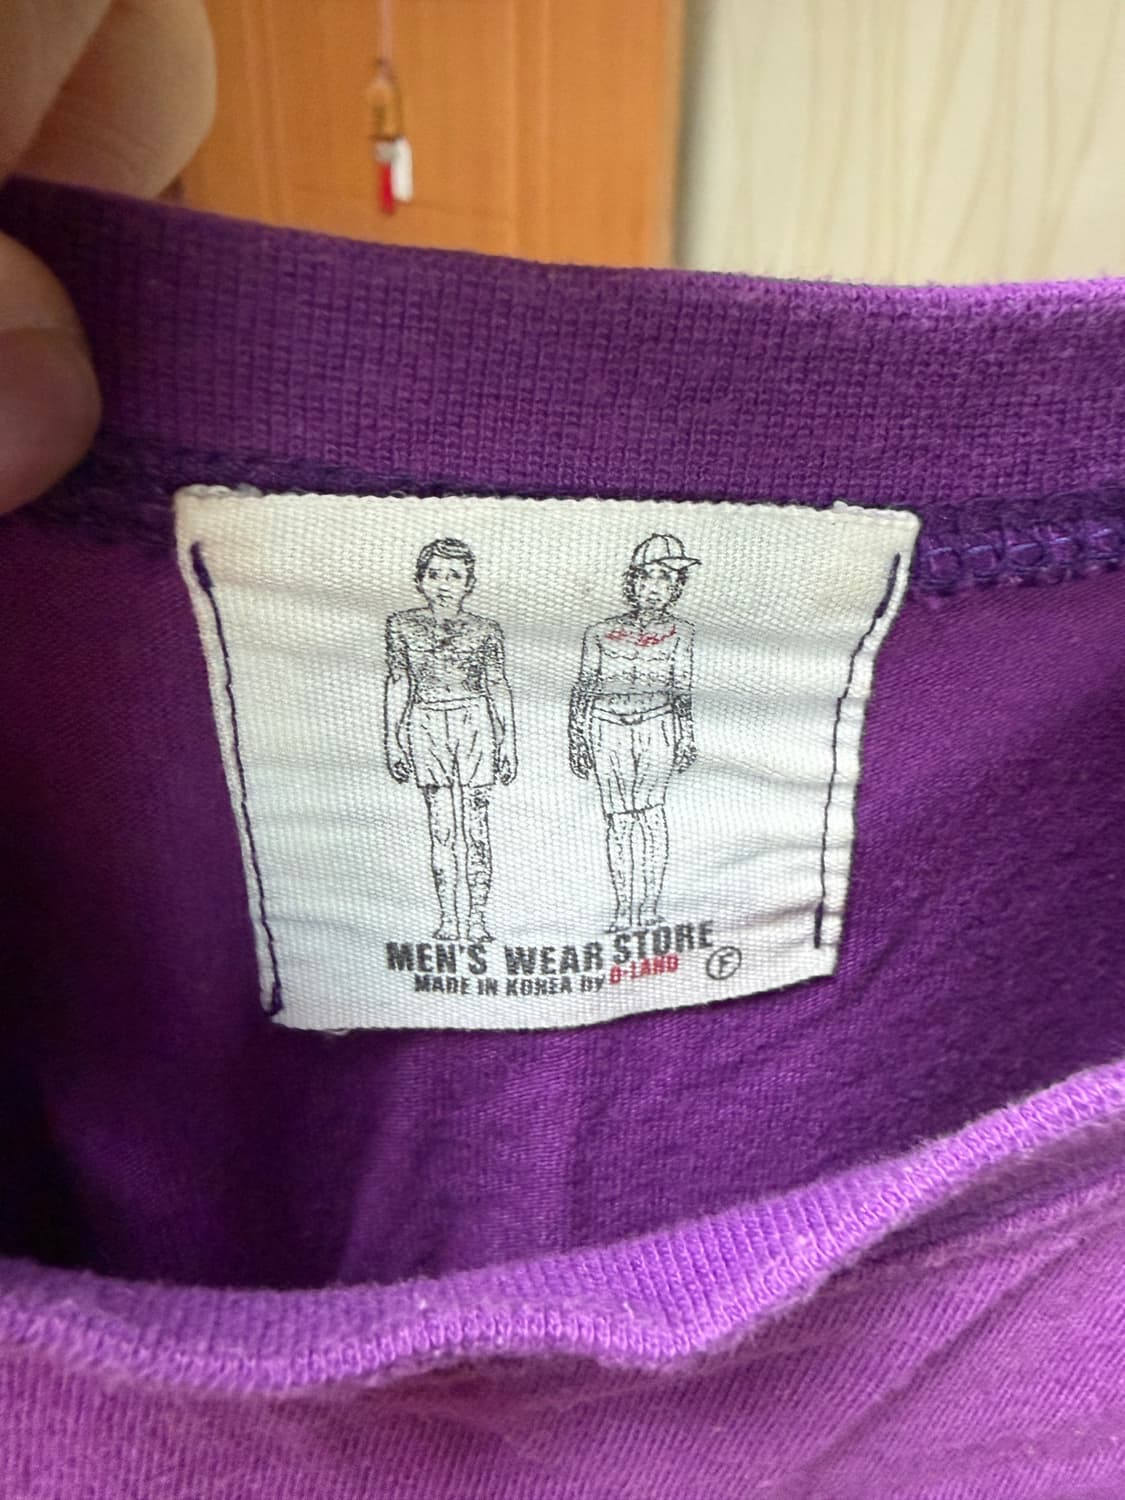 MEN'S WEAR STORE
MADE IN KOREA BY D-LAND F